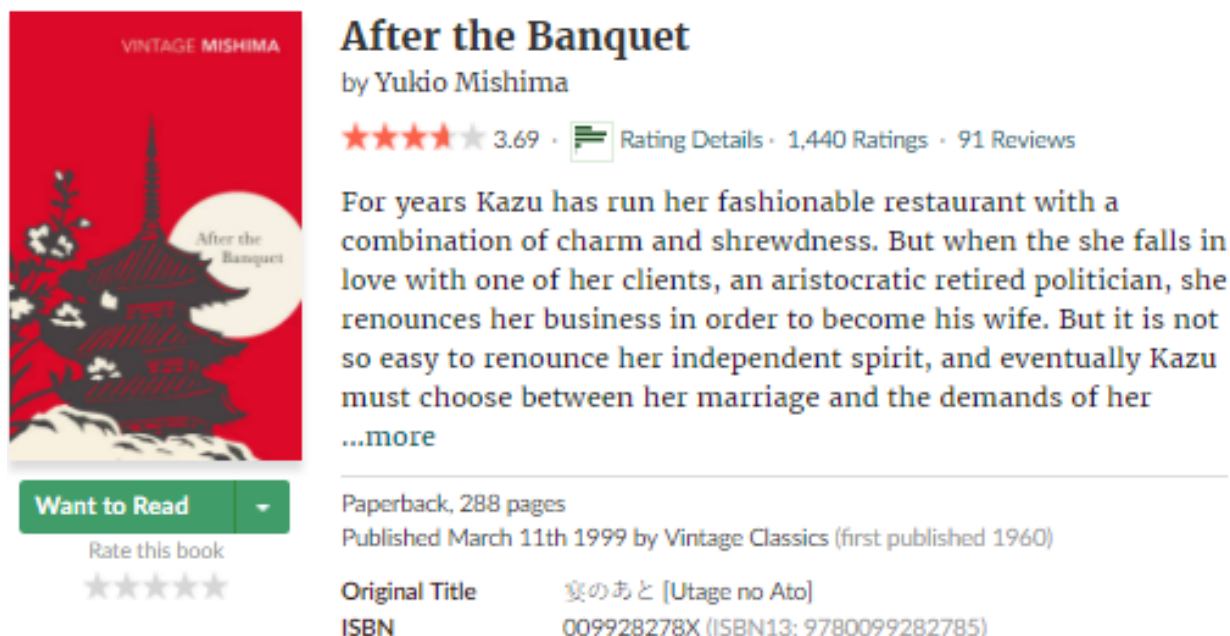 VINTAGE MISHIMA
After the
Banquet
Want to Read
Rate this book
After the Banquet
by Yukio Mishima
3.69 · Rating Details · 1,440 Ratings · 91 Reviews
For years Kazu has run her fashionable restaurant with a
combination of charm and shrewdness. But when the she falls in
love with one of her clients, an aristocratic retired politician, she
renounces her business in order to become his wife. But it is not
so easy to renounce her independent spirit, and eventually Kazu
must choose between her marriage and the demands of her
...more
Paperback, 288 pages
Published March 11th 1999 by Vintage Classics (first published 1960)
Original Title 宴のあと [Utage no Ato]
ISBN 009928278X (ISBN13: 9780099282785)